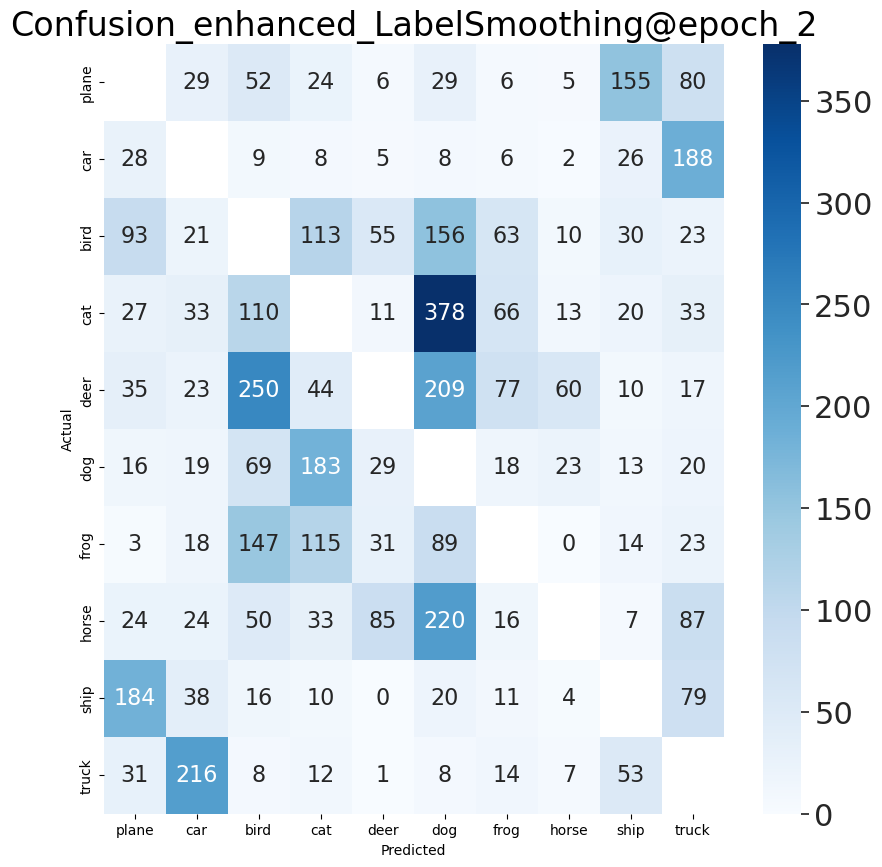 Confusion_enhanced_LabelSmoothing@epoch_2
plane 29 52 24 6 29 6 5 155 80
car 28 9 8 5 8 6 2 26 188
bird 93 21 113 55 156 63 10 30 23
cat 27 33 110 11 378 66 13 20 33
deer 35 23 250 44 209 77 60 10 17
dog 16 19 69 183 29 18 23 13 20
frog 3 18 147 115 31 89 0 14 23
horse 24 24 50 33 85 220 16 7 87
ship 184 38 16 10 0 20 11 4 79
truck 31 216 8 12 1 8 14 7 53
Actual
plane car bird cat deer dog frog horse ship truck
Predicted
350
300
250
200
150
100
50
0